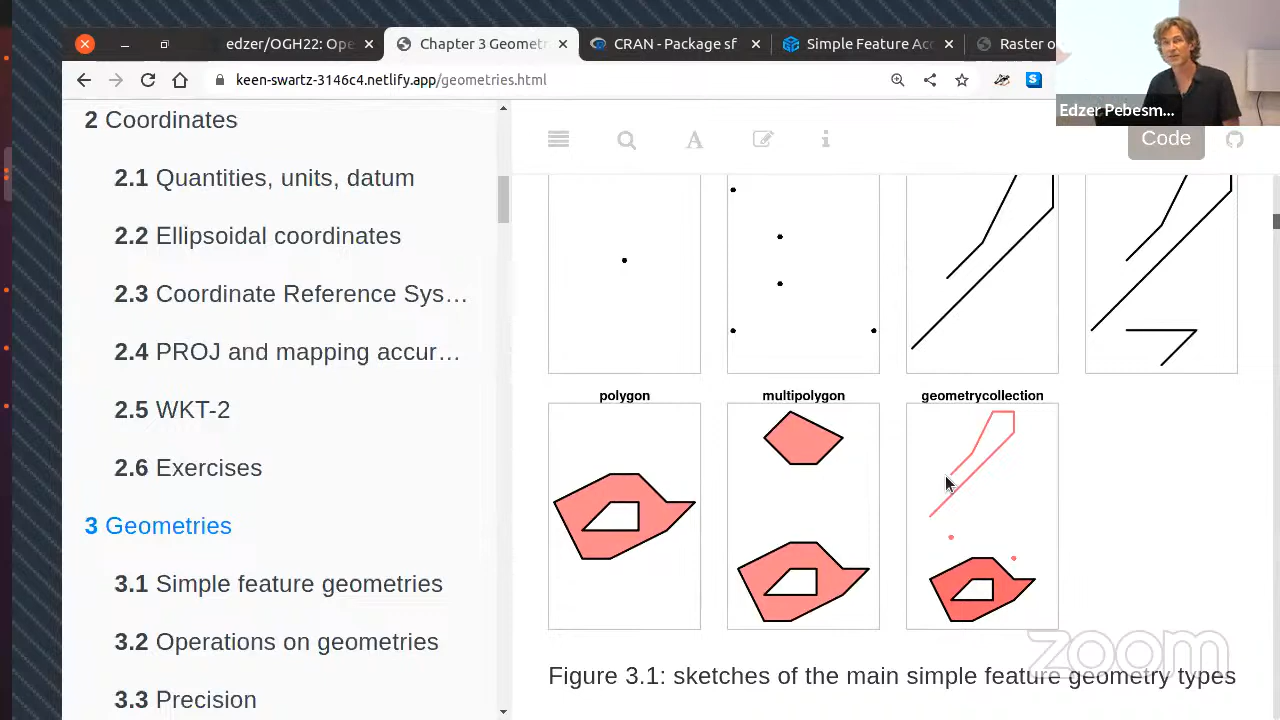 edzer/OGH22: Ope
Chapter 3 Geomet
CRAN - Package sf
Simple Feature Acc
Raster o
keen-swartz-3146c4.netlify.app/geometries.html
Edzer Pebesm...
Code
2 Coordinates
2.1 Quantities, units, datum
2.2 Ellipsoidal coordinates
2.3 Coordinate Reference Sys...
2.4 PROJ and mapping accur...
2.5 WKT-2
2.6 Exercises
3 Geometries
3.1 Simple feature geometries
3.2 Operations on geometries
3.3 Precision
polygon
multipolygon
geometrycollection
Figure 3.1: sketches of the main simple feature geometry types
zoom